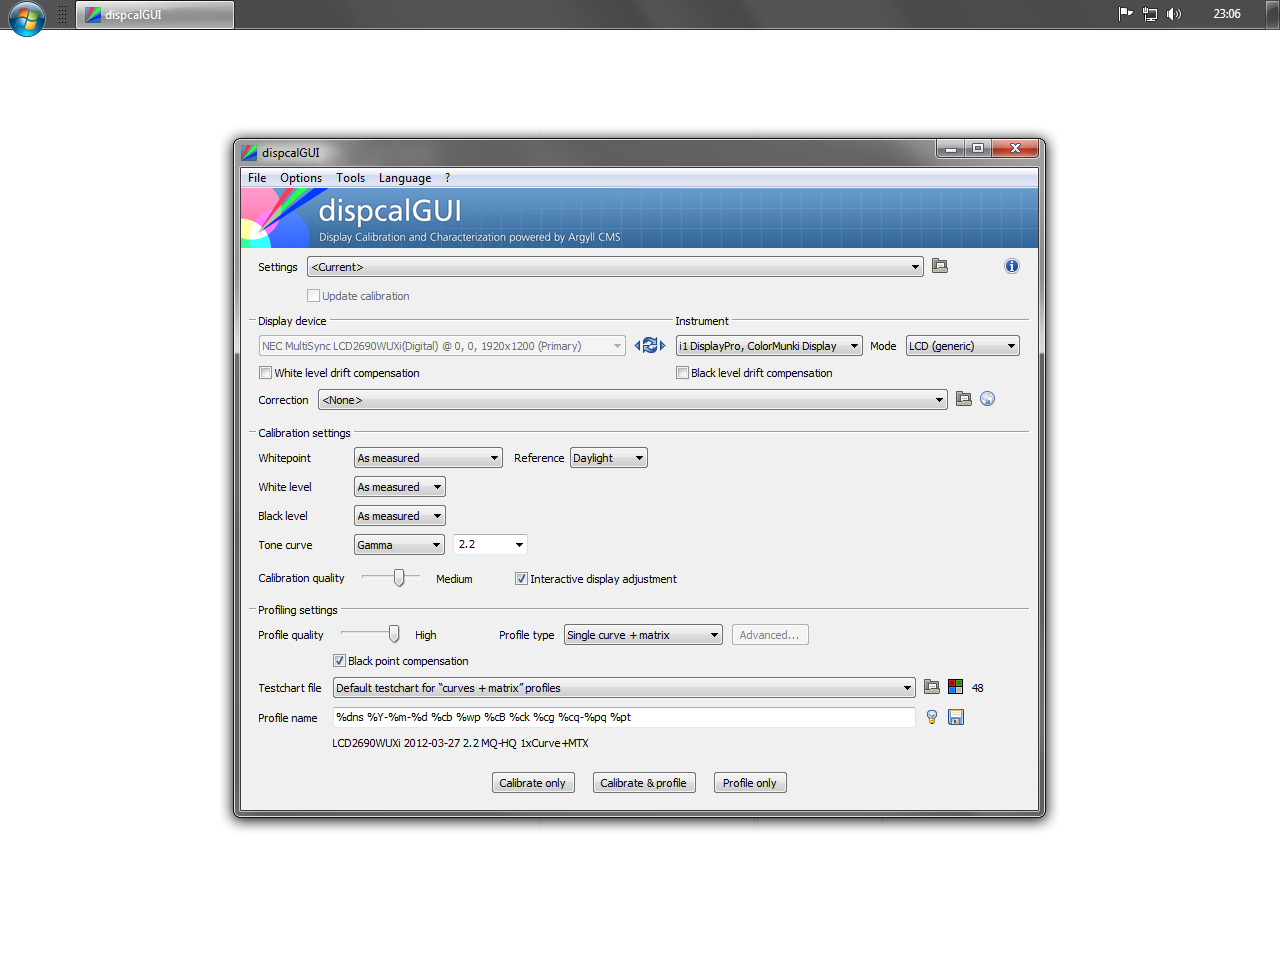 dispcalGUI
23:06
dispcalGUI
File Options Tools Language ?
dispcalGUI
Display Calibration and Characterization powered by Argyll CMS
Settings <Current>
Update calibration
Display device Instrument
NEC MultiSync LCD2690WUXi(Digital) @ 0, 0, 1920x1200 (Primary) i1 DisplayPro, ColorMunki Display Mode LCD (generic)
White level drift compensation Black level drift compensation
Correction <None>
Calibration settings
Whitepoint As measured Reference Daylight
White level As measured
Black level As measured
Tone curve Gamma 2.2
Calibration quality Medium Interactive display adjustment
Profiling settings
Profile quality High Profile type Single curve + matrix Advanced...
Black point compensation
Testchart file Default testchart for “curves + matrix” profiles 48
Profile name %dns %Y-%m-%d %cb %wp %cB %ck %cg %cq-%pq %pt
LCD2690WUXi 2012-03-27 2.2 MQ-HQ 1xCurve+MTX
Calibrate only Calibrate & profile Profile only